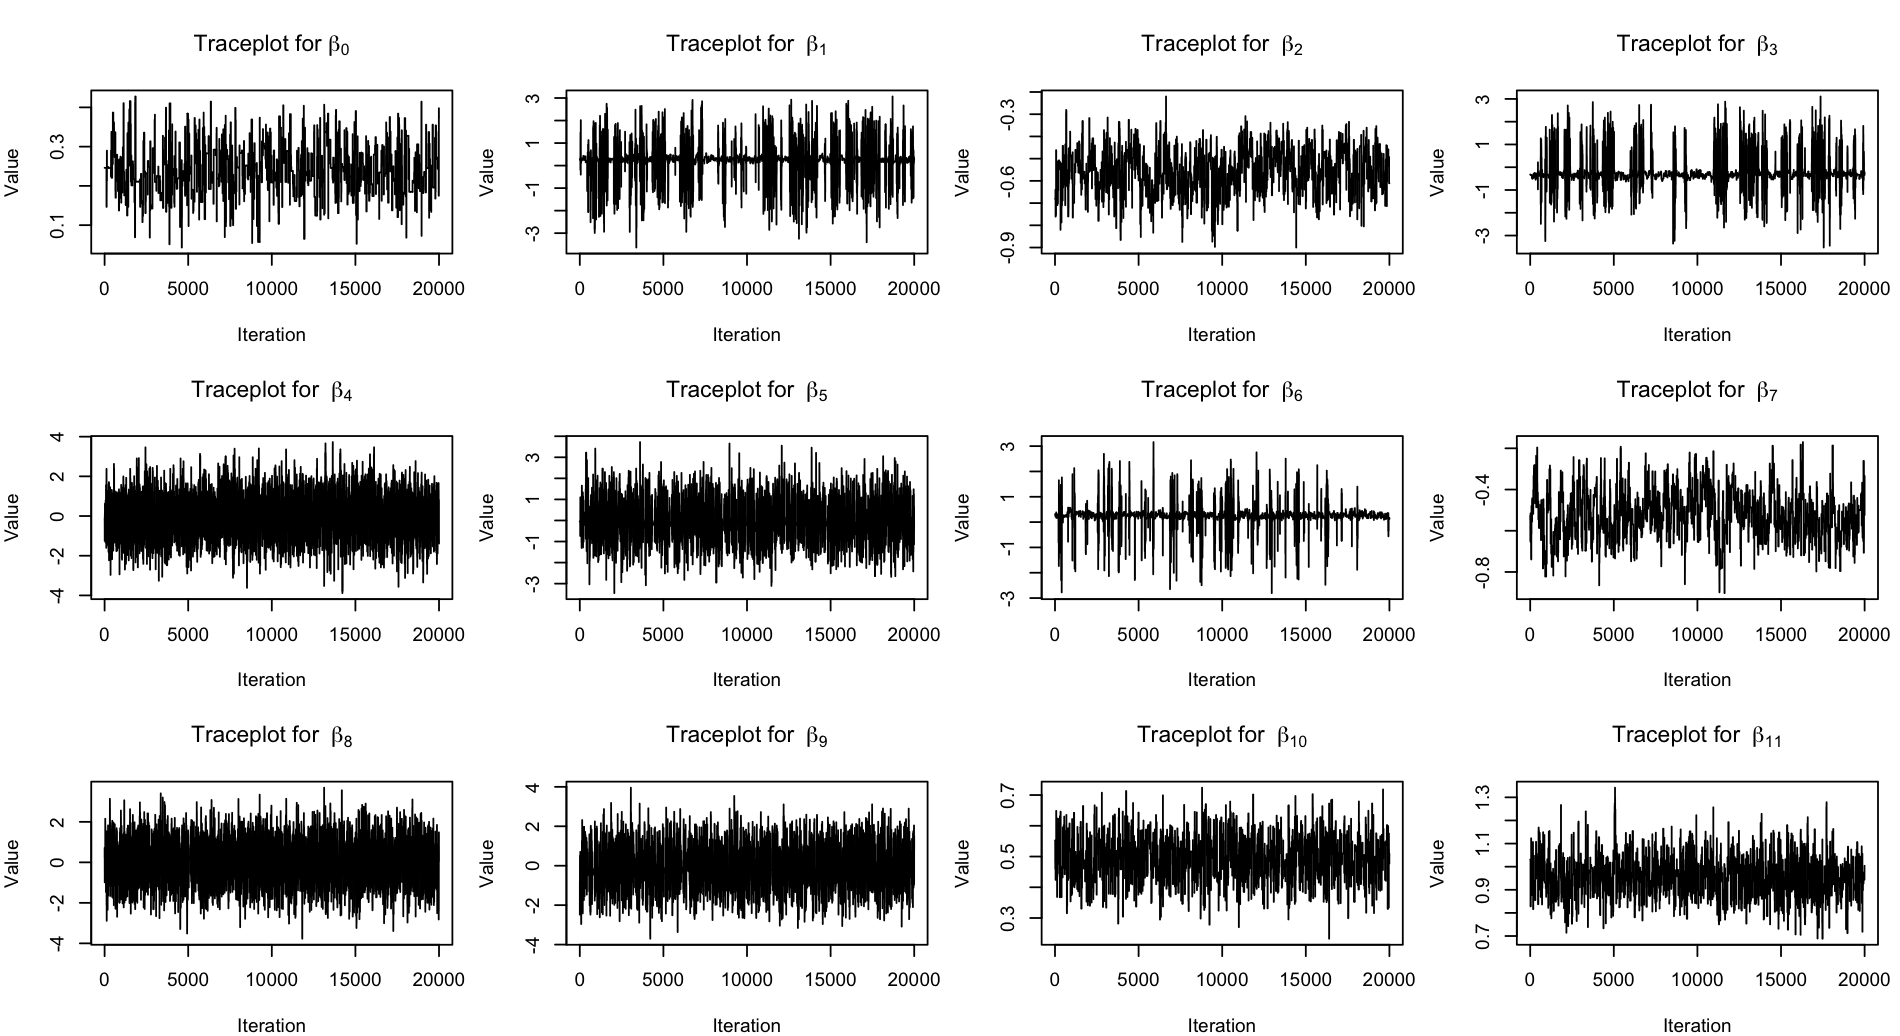 Traceplot for β0
Traceplot for β1
Traceplot for β2
Traceplot for β3
Value
0.1 0.3
0 5000 10000 15000 20000
Iteration
Value
-3 -1 1 3
0 5000 10000 15000 20000
Iteration
Value
-0.9 -0.6 -0.3
0 5000 10000 15000 20000
Iteration
Value
-3 -1 1 3
0 5000 10000 15000 20000
Iteration
Traceplot for β4
Traceplot for β5
Traceplot for β6
Traceplot for β7
Value
-4 -2 0 2 4
0 5000 10000 15000 20000
Iteration
Value
-3 -1 1 3
0 5000 10000 15000 20000
Iteration
Value
-3 -1 1 3
0 5000 10000 15000 20000
Iteration
Value
-0.8 -0.4
0 5000 10000 15000 20000
Iteration
Traceplot for β8
Traceplot for β9
Traceplot for β10
Traceplot for β11
Value
-4 -2 0 2
0 5000 10000 15000 20000
Iteration
Value
-4 -2 0 2 4
0 5000 10000 15000 20000
Iteration
Value
0.3 0.5 0.7
0 5000 10000 15000 20000
Iteration
Value
0.7 0.9 1.1 1.3
0 5000 10000 15000 20000
Iteration